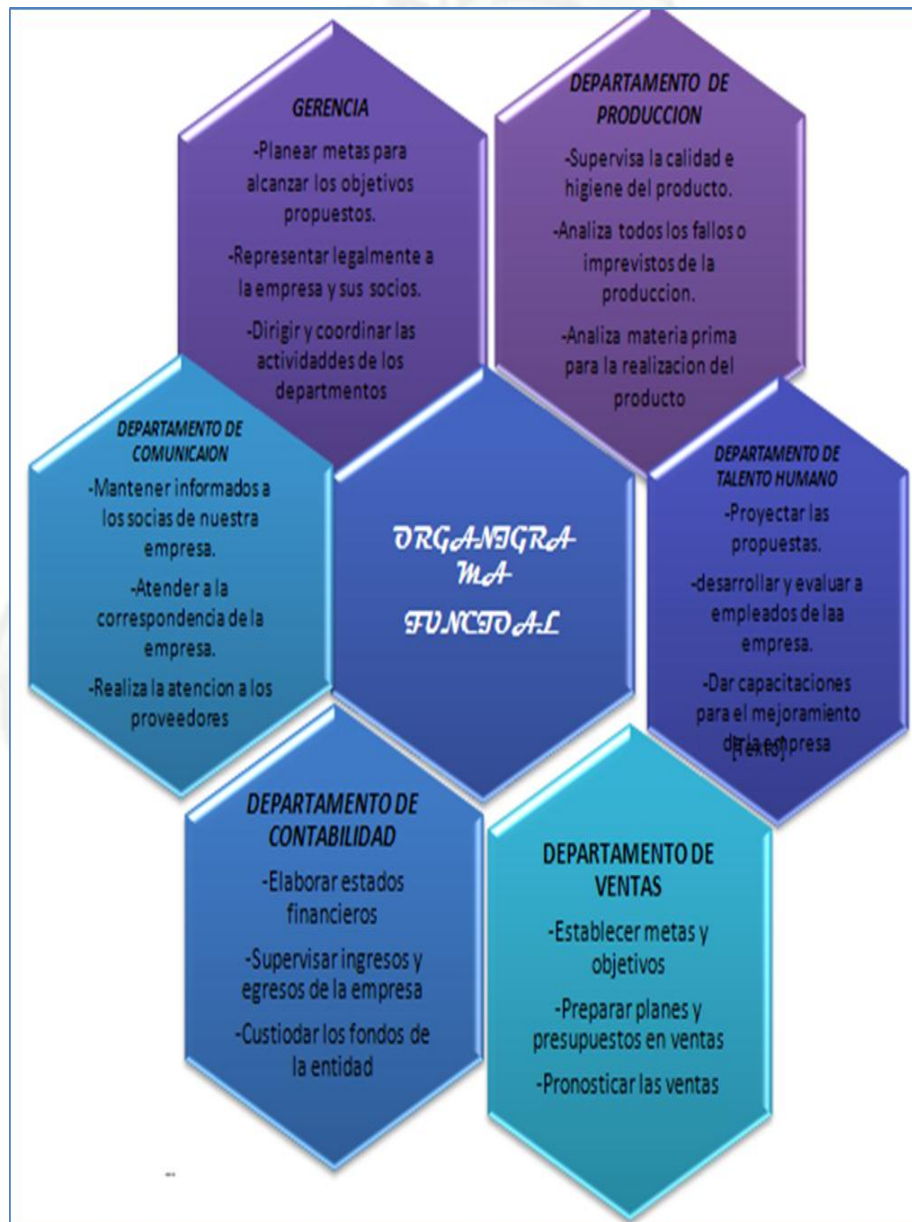 GERENCIA
-Planear metas para
alcanzar los objetivos
propuestos.
-Representar legalmente a
la empresa y sus socios.
-Dirigir y coordinar las
actividaddes de los
departmentos
DEPARTAMENTO DE
PRODUCCION
-Supervisa la calidad e
higiene del producto.
-Analiza todos los fallos o
imprevistos de la
produccion.
-Analiza materia prima
para la realizacion del
producto
DEPARTAMENTO DE
COMUNICAION
-Mantener informados a
los socias de nuestra
empresa.
-Atender a la
correspondencia de la
empresa.
-Realiza la atencion a los
proveedores
ORGANIGRA
MA
FUNCTOAL
DEPARTAMENTO DE
TALENTO HUMANO
-Proyectar las
propuestas.
-desarrollar y evaluar a
empleados de laa
empresa.
-Dar capacitaciones
para el mejoramiento
de la empresa
[Texto]
DEPARTAMENTO DE
CONTABILIDAD
-Elaborar estados
financieros
-Supervisar ingresos y
egresos de la empresa
-Custiodar los fondos de
la entidad
DEPARTAMENTO DE
VENTAS
-Establecer metas y
objetivos
-Preparar planes y
presupuestos en ventas
-Pronosticar las ventas